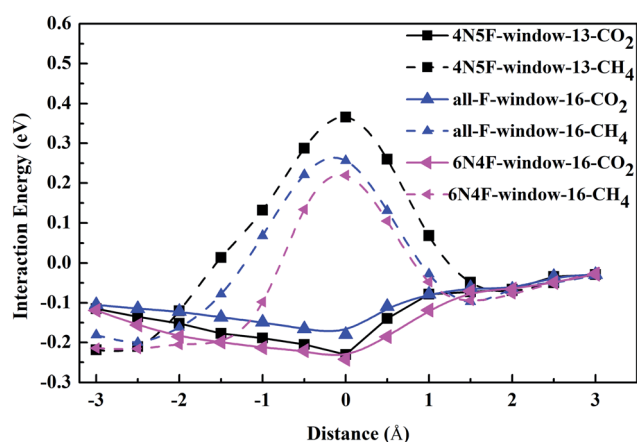 0.6
0.5
0.4
0.3
0.2
0.1
0.0
-0.1
-0.2
-0.3
Interaction Energy (eV)
4N5F-window-13-CO2
4N5F-window-13-CH4
all-F-window-16-CO2
all-F-window-16-CH4
6N4F-window-16-CO2
6N4F-window-16-CH4
-3 -2 -1 0 1 2 3
Distance (Å)